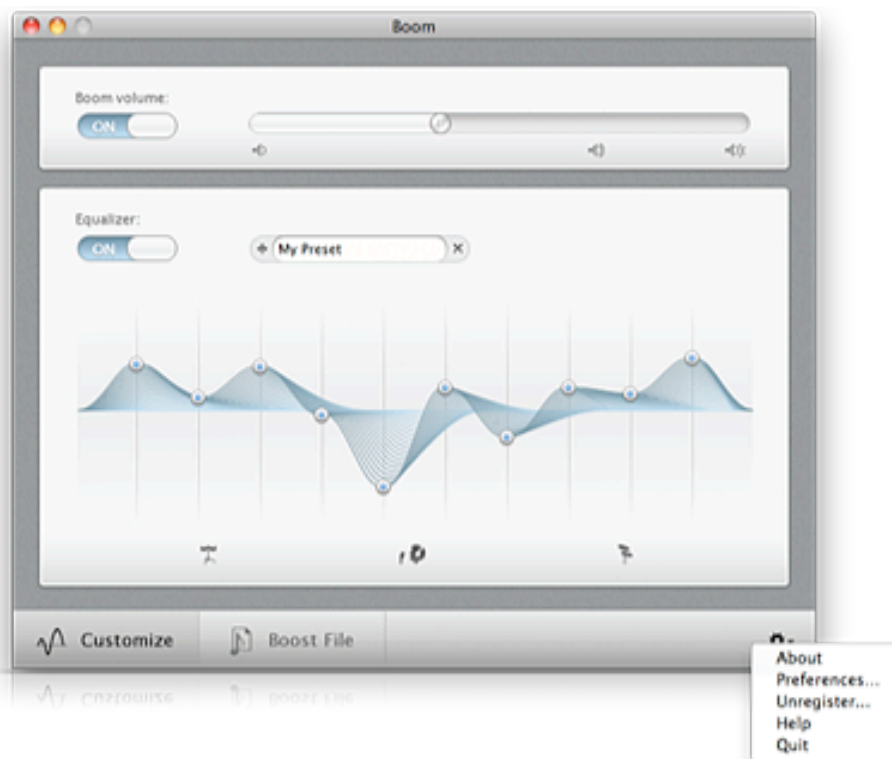 Boom
Boom volume:
ON
Equalizer:
ON
My Preset
Customize
Boost File
About
Preferences...
Unregister...
Help
Quit